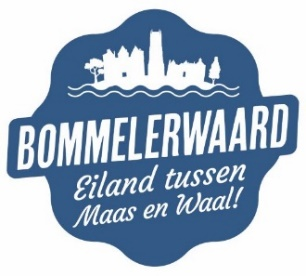 BOMMELERWAARD
Eiland tussen
Maas en Waal!